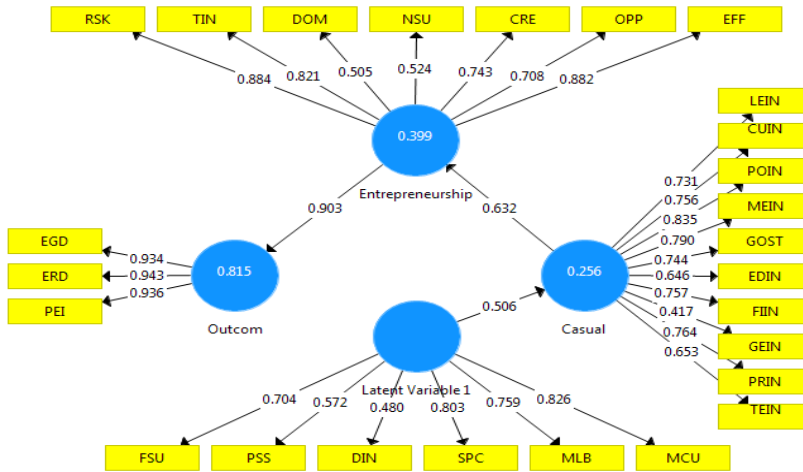 RSK TIN DOM NSU CRE OPP EFF
0.884 0.821 0.505 0.524 0.743 0.708 0.882
0.399
Entrepreneurship
0.903
0.632
LEIN
CUIN
POIN
MEIN
GOST
EDIN
FIIN
GEIN
PRIN
TEIN
0.731
0.756
0.835
0.790
0.744
0.646
0.757
0.417
0.764
0.653
0.256
Casual
EGD
ERD
PEI
0.934
0.943
0.936
0.815
Outcom
0.506
Latent Variable 1
0.704 0.572 0.480 0.803 0.759 0.826
FSU PSS DIN SPC MLB MCU